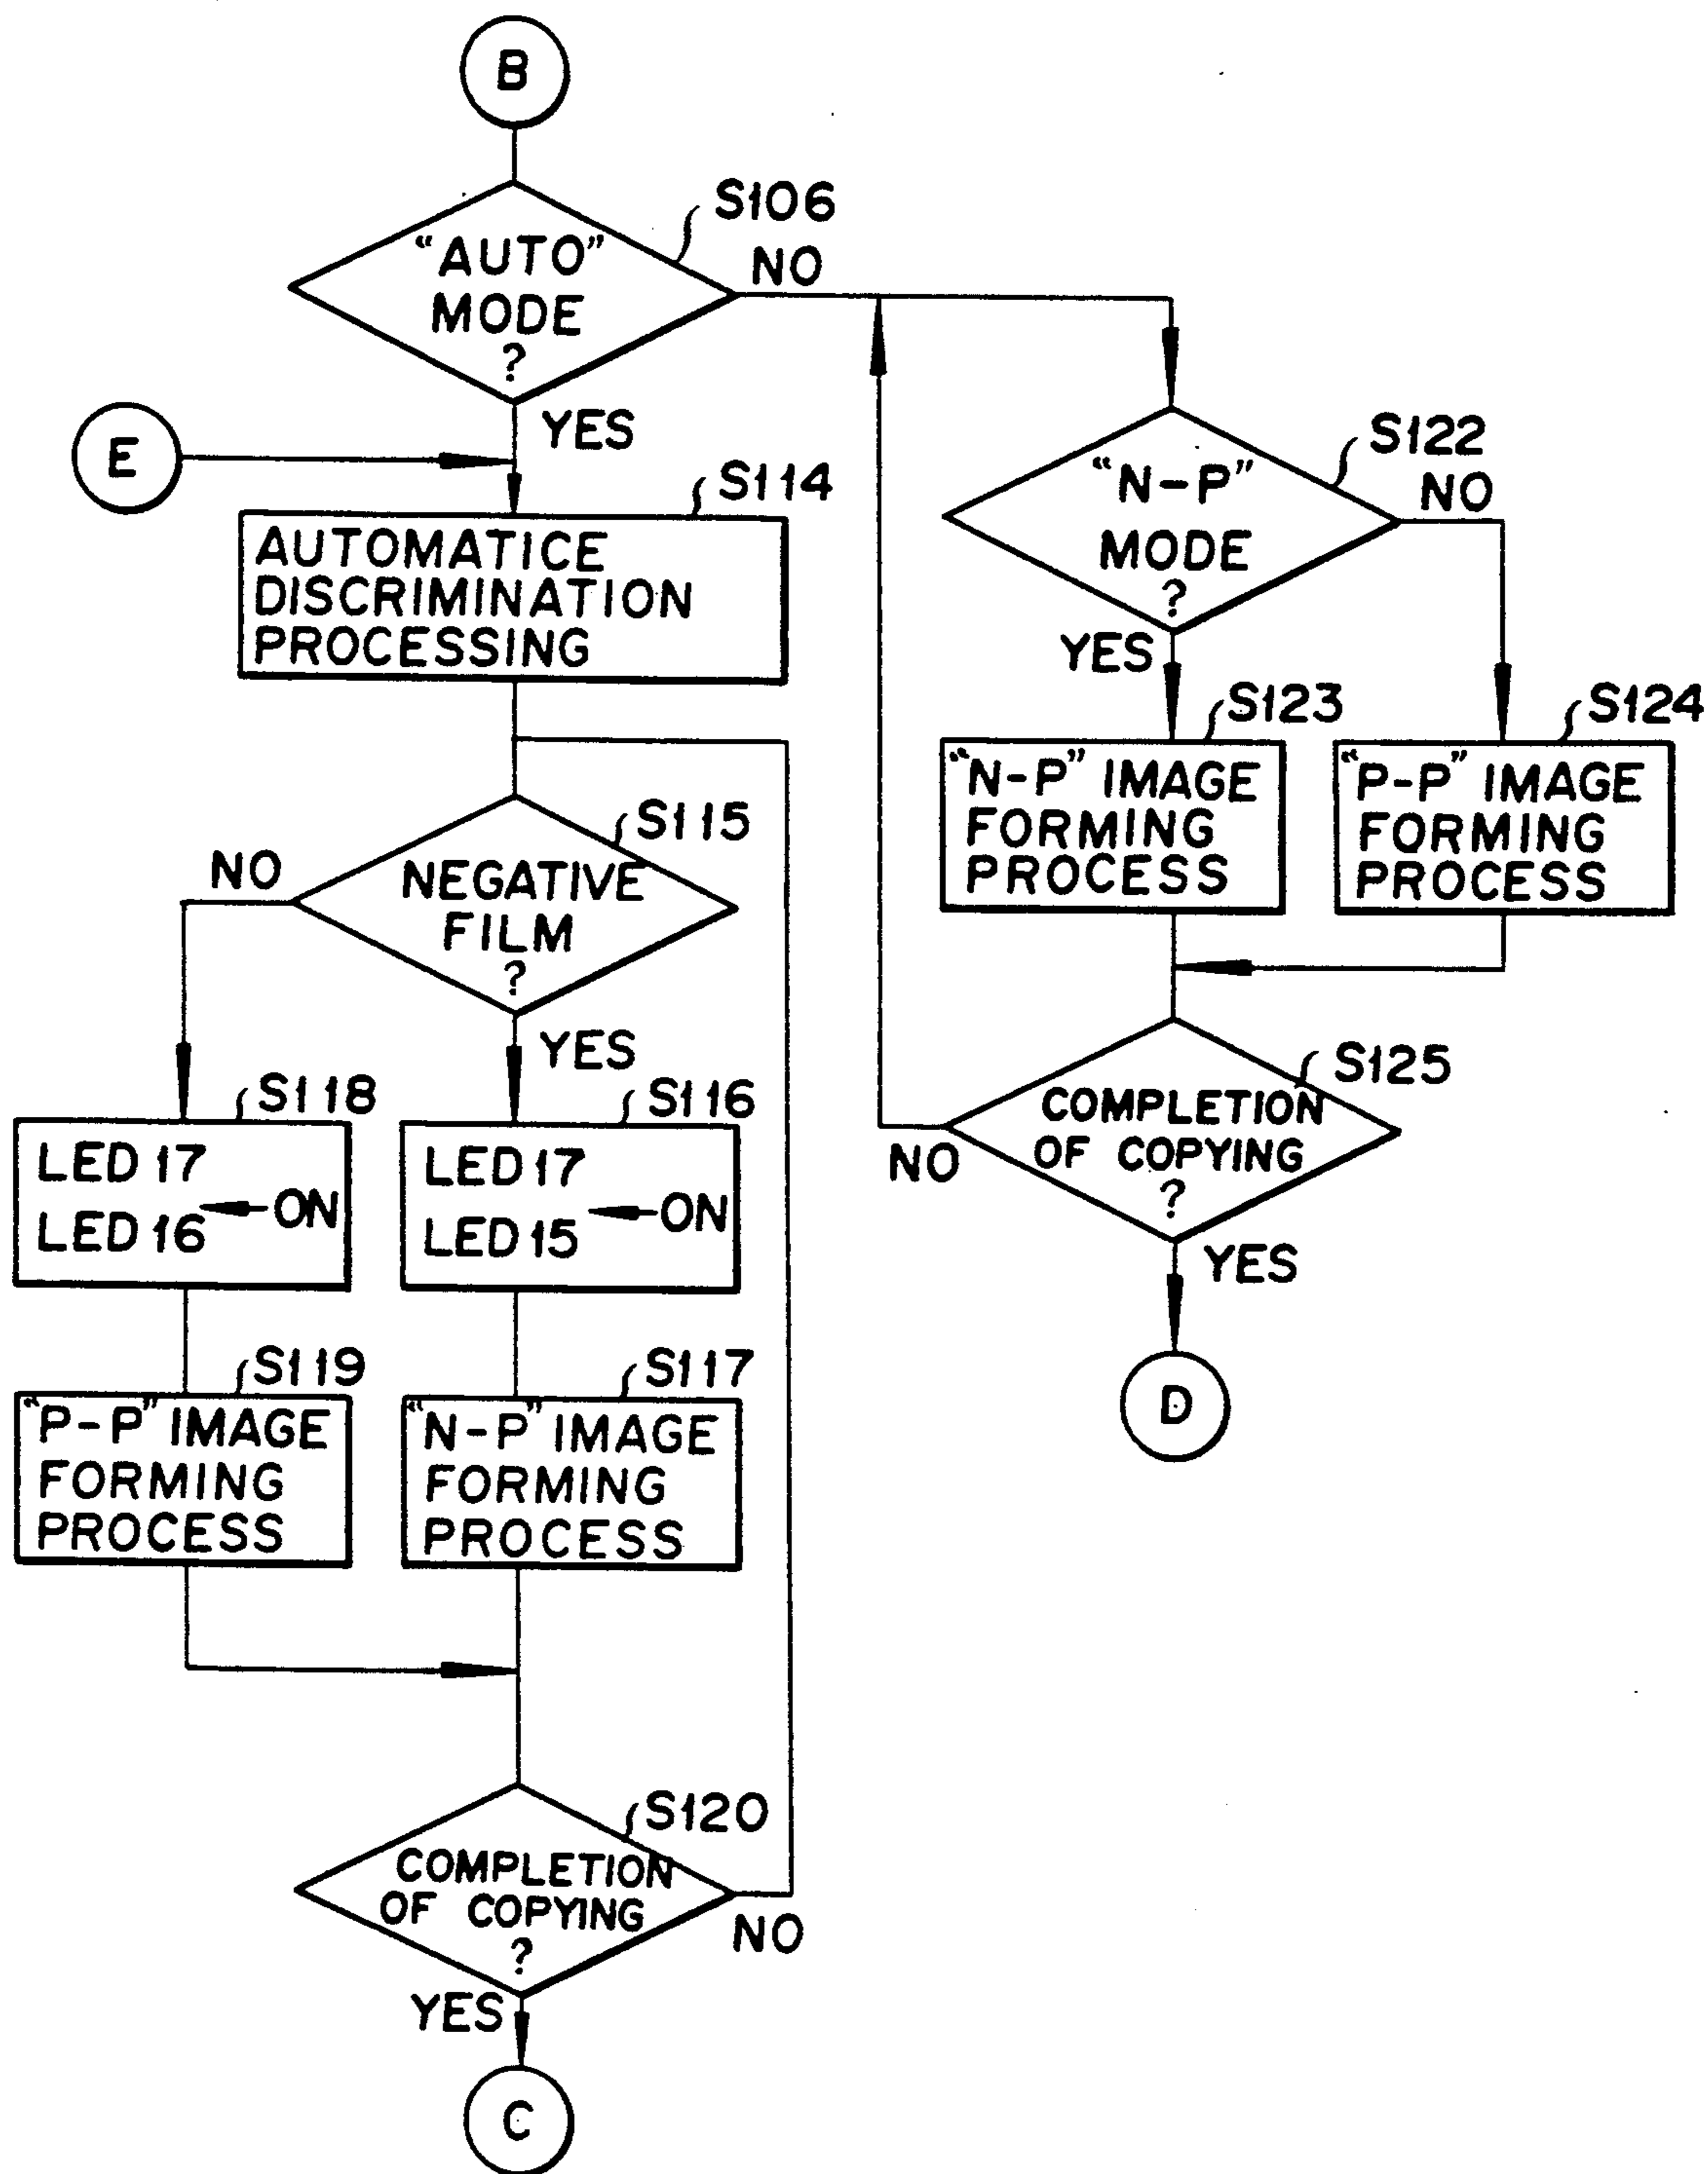 B
S106
"AUTO"
MODE
?
NO
YES
E
S114
AUTOMATICE
DISCRIMINATION
PROCESSING
S115
NEGATIVE
FILM
?
NO
YES
S118
LED 17
LED 16
ON
S116
LED 17
LED 15
ON
S119
"P-P" IMAGE
FORMING
PROCESS
S117
"N-P" IMAGE
FORMING
PROCESS
S120
COMPLETION
OF COPYING
?
NO
YES
C
S122
"N-P"
MODE
?
NO
YES
S123
"N-P" IMAGE
FORMING
PROCESS
S124
"P-P" IMAGE
FORMING
PROCESS
S125
COMPLETION
OF COPYING
?
NO
YES
D